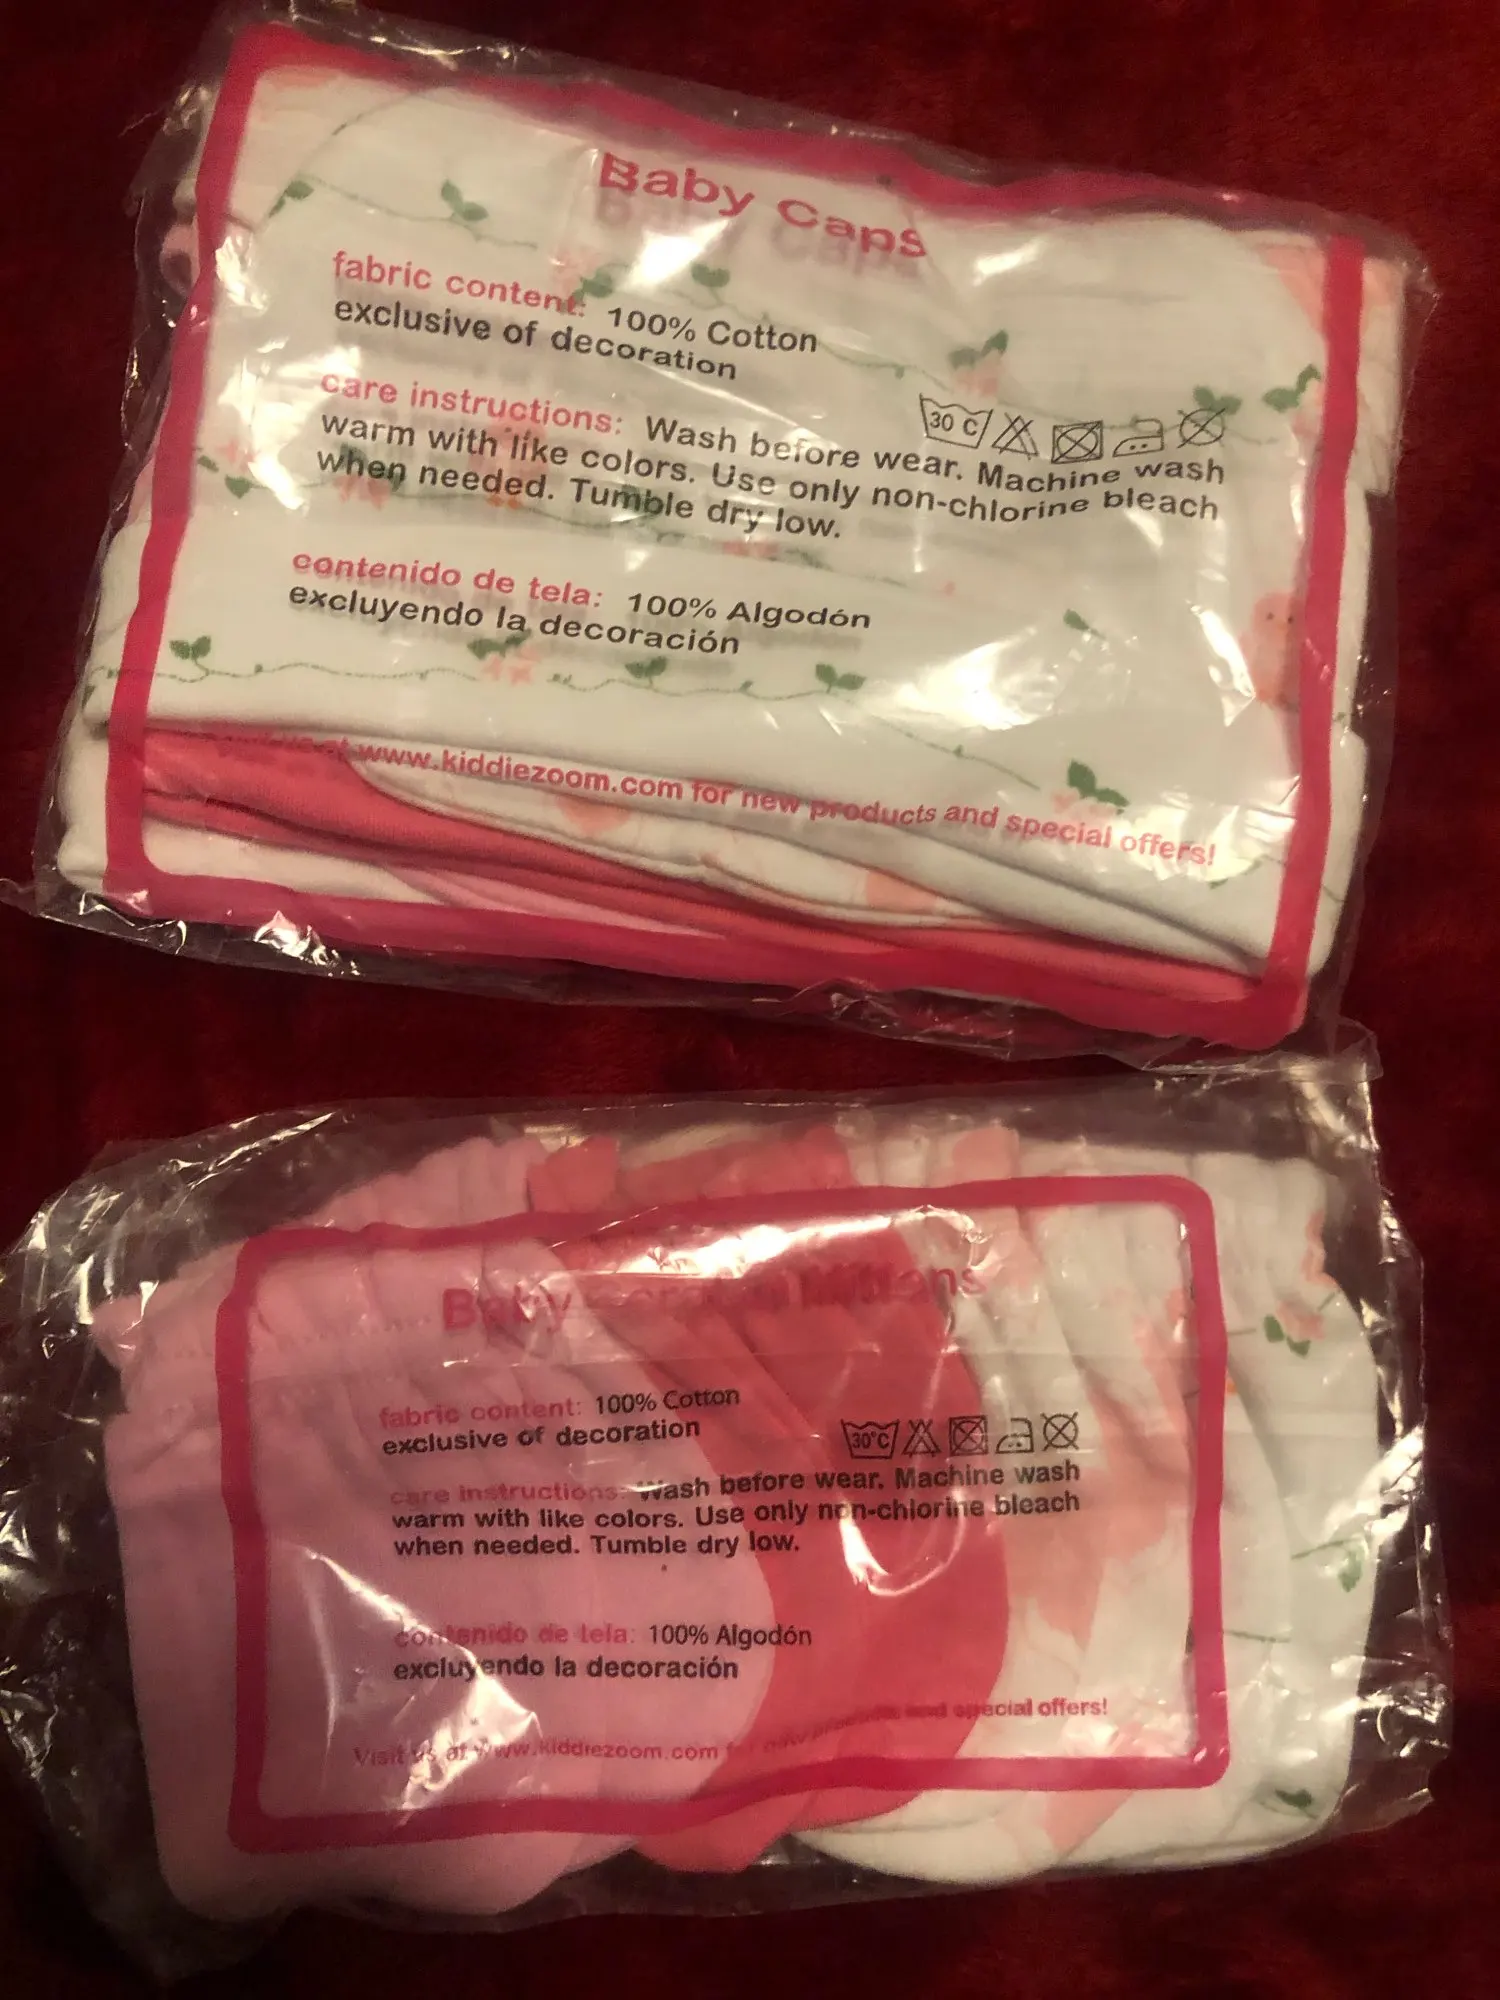 Baby Caps
fabric content: 100% Cotton
exclusive of decoration
30 C
care instructions: Wash before wear. Machine wash
warm with like colors. Use only non-chlorine bleach
when needed. Tumble dry low.
contenido de tela: 100% Algodón
excluyendo la decoración
at www.kiddiezoom.com for new products and special offers!
Baby Mittens
fabric content: 100% Cotton
exclusive of decoration
30°C
care instructions: Wash before wear. Machine wash
warm with like colors. Use only non-chlorine bleach
when needed. Tumble dry low.
contenido de tela: 100% Algodón
excluyendo la decoración
Visit us at www.kiddiezoom.com for new products and special offers!